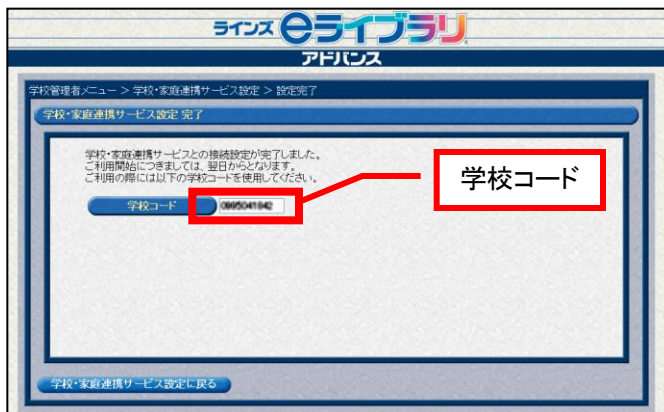 ラインズ eライブラリ
アドバンス
学校管理者メニュー > 学校・家庭連携サービス設定 > 設定完了
学校・家庭連携サービス設定 完了
学校・家庭連携サービスとの接続設定が完了しました。
ご利用開始につきましては、翌日からとなります。
ご利用の際には以下の学校コードを使用してください。
学校コード
学校コード
学校・家庭連携サービス設定に戻る